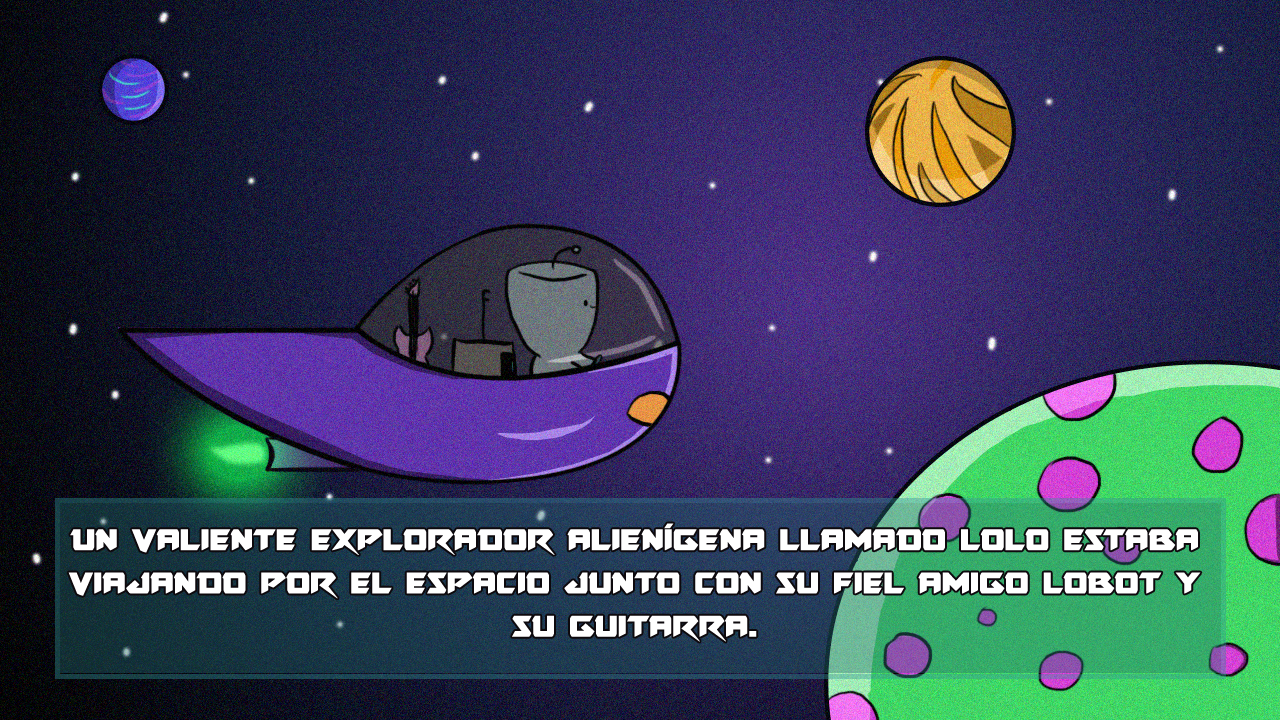 UN VALIENTE EXPLORADOR ALIENÍGENA LLAMADO LOLO ESTABA
VIAJANDO POR EL ESPACIO JUNTO CON SU FIEL AMIGO LOBOT Y
SU GUITARRA.